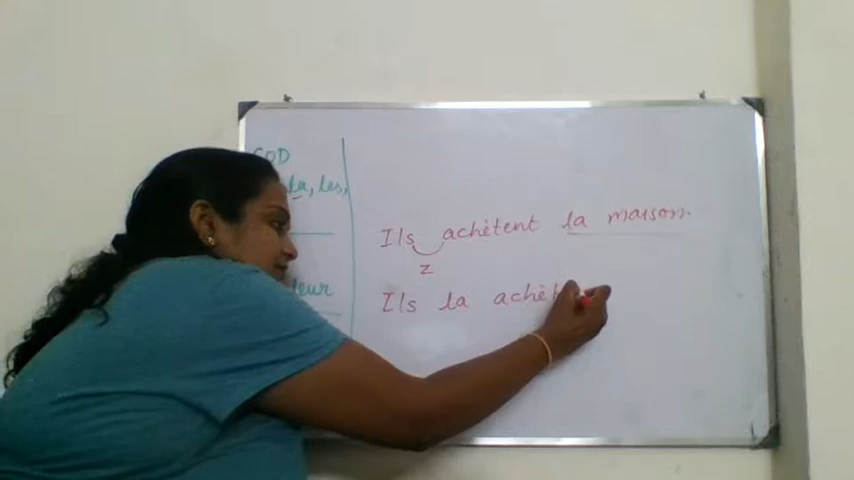 COD
la, les,
leur
Ils achètent la maison.
z
Ils la achèt